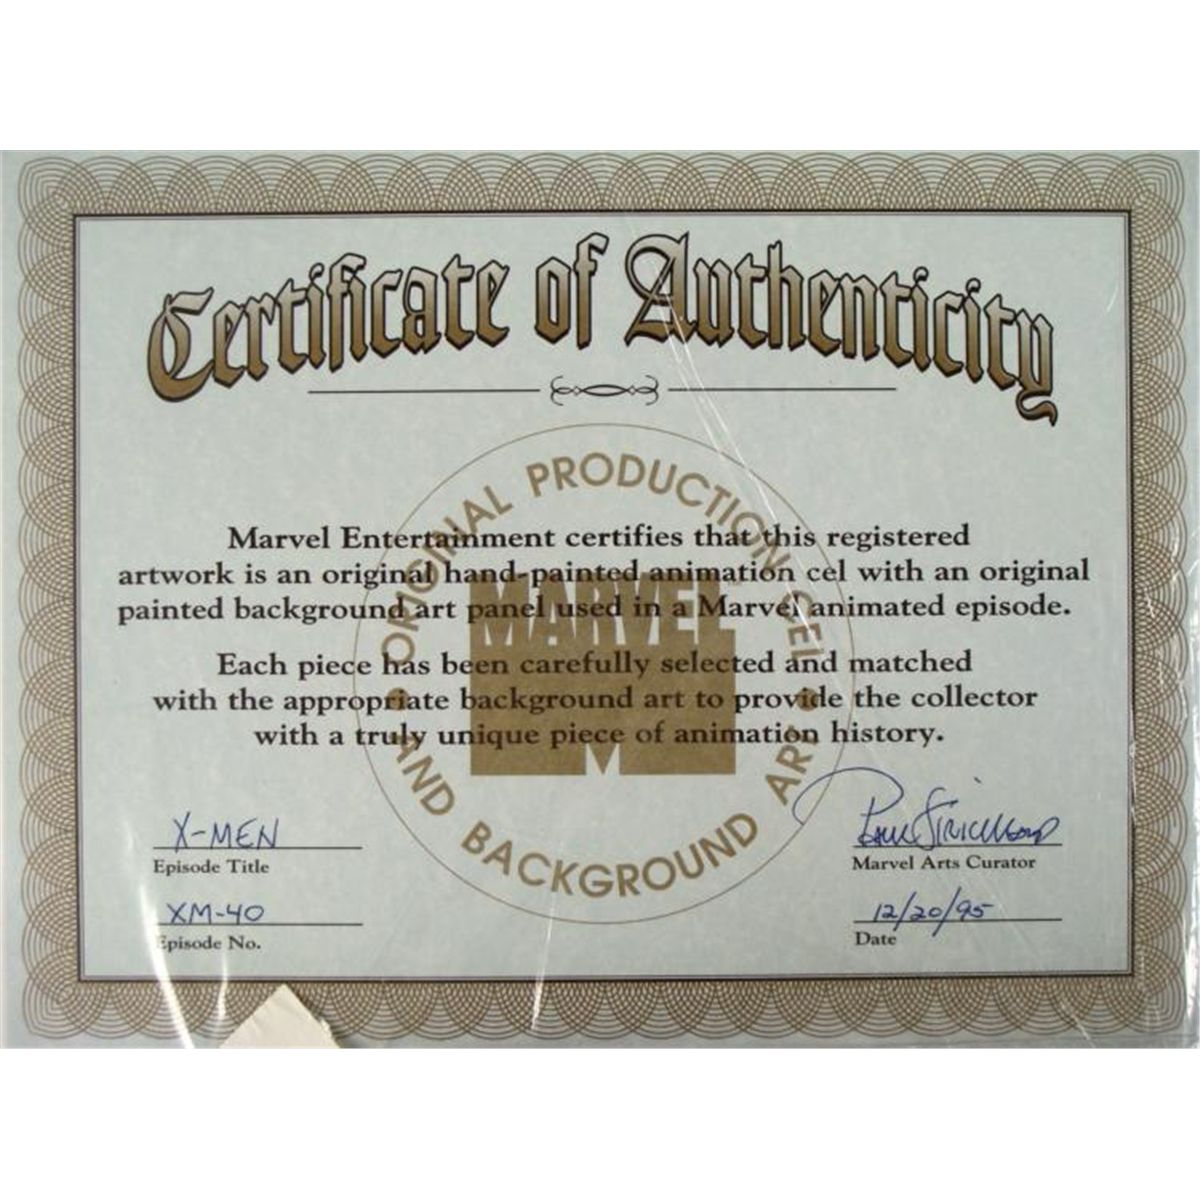 Certificate of Authenticity
ORIGINAL PRODUCTION CEL
AND BACKGROUND ART
MARVEL
Marvel Entertainment certifies that this registered
artwork is an original hand-painted animation cel with an original
painted background art panel used in a Marvel animated episode.
Each piece has been carefully selected and matched
with the appropriate background art to provide the collector
with a truly unique piece of animation history.
X-MEN
Episode Title
Marvel Arts Curator
XM-40
Episode No.
12/20/95
Date